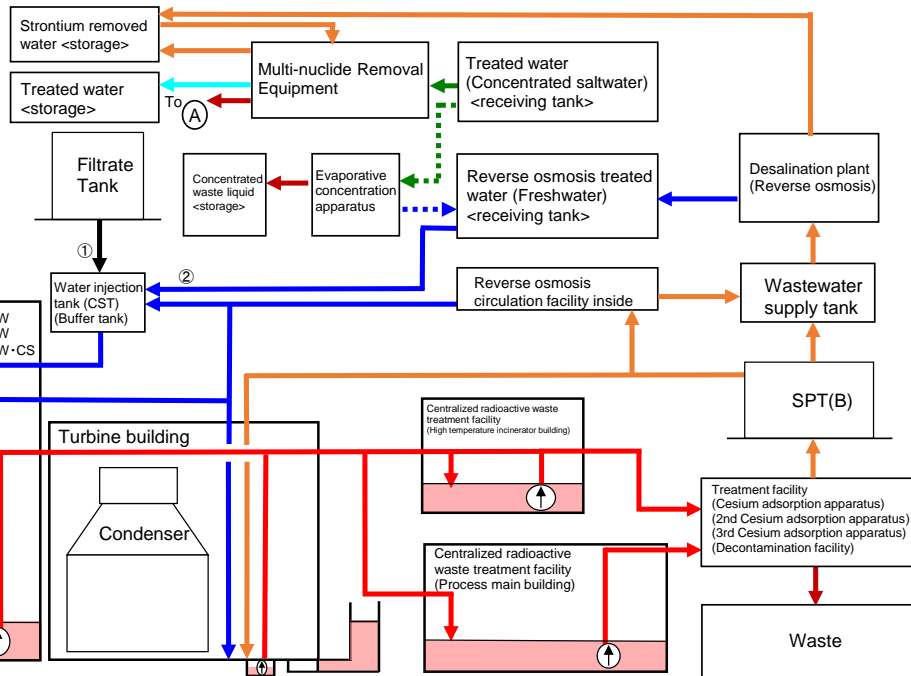 Strontium removed
water <storage>
Multi-nuclide Removal
Equipment
Treated water
(Concentrated saltwater)
<receiving tank>
Treated water
<storage>
To
A
Filtrate
Tank
Concentrated
waste liquid
<storage>
Evaporative
concentration
apparatus
Reverse osmosis treated
water (Freshwater)
<receiving tank>
Desalination plant
(Reverse osmosis)
①
②
Water injection
tank (CST)
(Buffer tank)
Reverse osmosis
circulation facility inside
Wastewater
supply tank
W
W
W・CS
SPT(B)
Turbine building
Condenser
Centralized radioactive waste
treatment facility
(High temperature incinerator building)
Treatment facility
(Cesium adsorption apparatus)
(2nd Cesium adsorption apparatus)
(3rd Cesium adsorption apparatus)
(Decontamination facility)
Centralized radioactive
waste treatment facility
(Process main building)
Waste